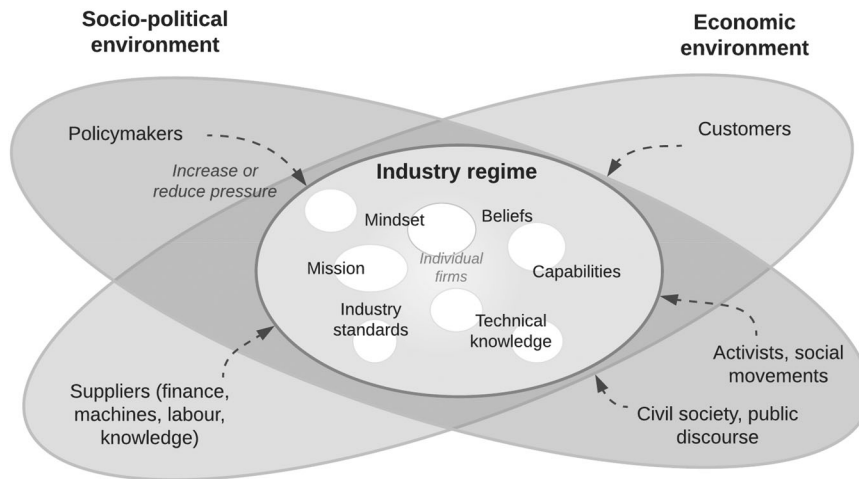 Socio-political
environment
Economic
environment
Policymakers
Increase or
reduce pressure
Customers
Industry regime
Mindset
Beliefs
Individual
firms
Mission
Capabilities
Industry
standards
Technical
knowledge
Suppliers (finance,
machines, labour,
knowledge)
Activists, social
movements
Civil society, public
discourse